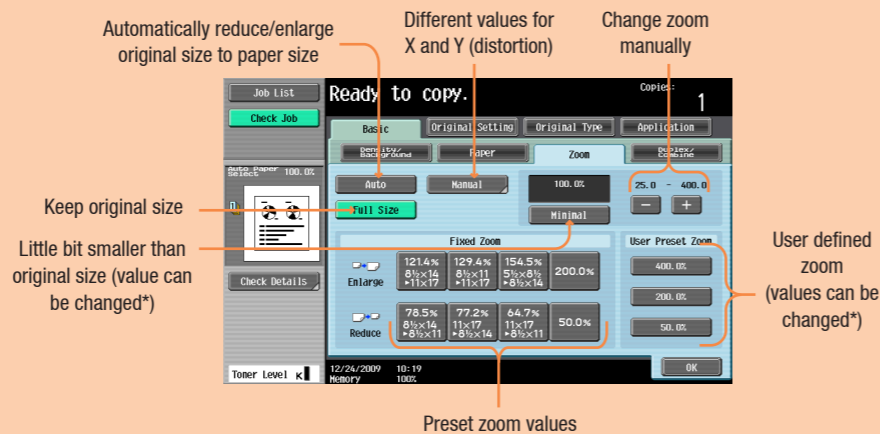 Automatically reduce/enlarge
original size to paper size
Different values for
X and Y (distortion)
Change zoom
manually
Job List
Check Job
Ready to copy.
Copies:
1
Basic
Original Setting
Original Type
Application
Density/
Background
Paper
Zoom
Duplex/
Combine
Auto Paper
Select
100.0%
Auto
Manual
100.0%
25.0 - 400.0
Full Size
Minimal
- +
Keep original size
Little bit smaller than
original size (value can
be changed*)
Check Details
Fixed Zoom
Enlarge
121.4%
8½×14
▸11×17
129.4%
8½×11
▸11×17
154.5%
5½×8½
▸8½×14
200.0%
Reduce
78.5%
8½×14
▸8½×11
77.2%
11×17
▸8½×14
64.7%
11×17
▸8½×11
50.0%
User Preset Zoom
400.0%
200.0%
50.0%
User defined
zoom
(values can be
changed*)
Toner Level K
12/24/2009 10:19
Memory 100%
OK
Preset zoom values